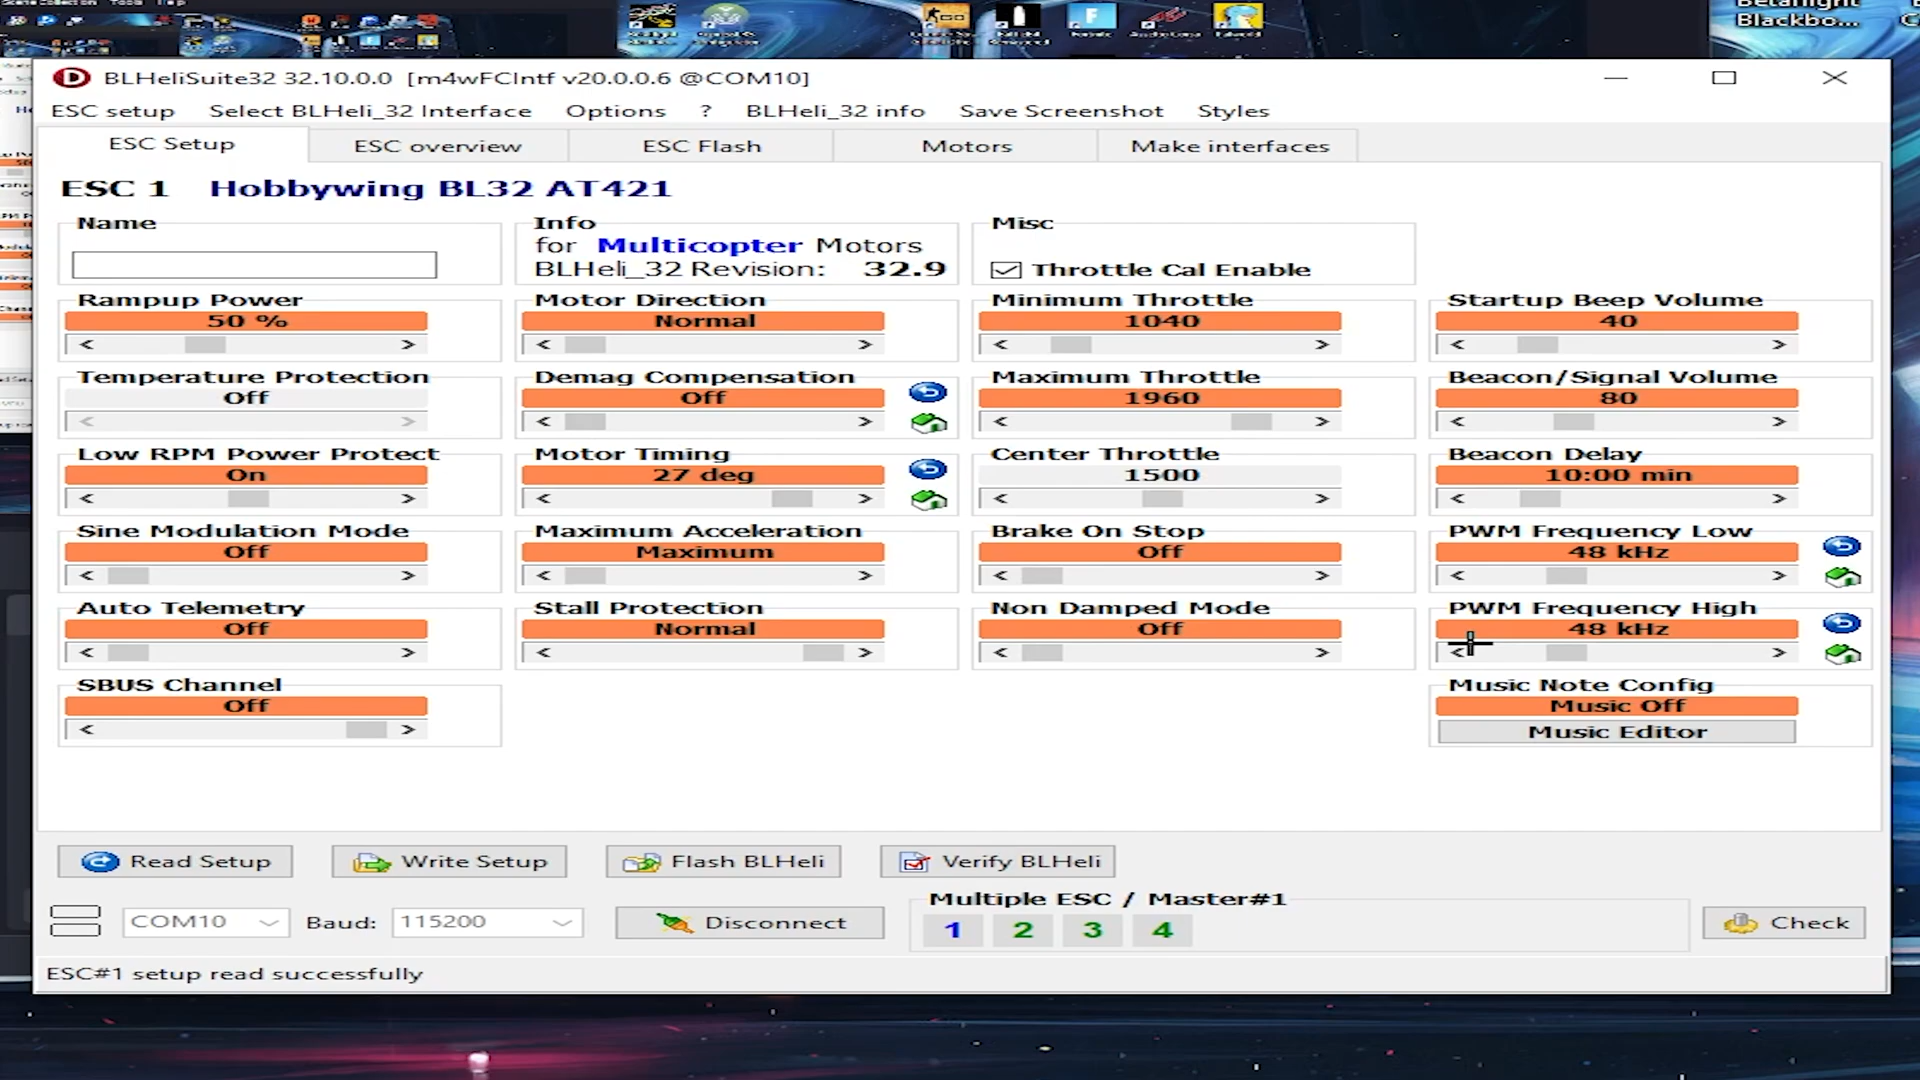 Blackbo...
BLHeliSuite32 32.10.0.0 [m4wFCIntf v20.0.0.6 @COM10]
ESC setup Select BLHeli_32 Interface Options ? BLHeli_32 info Save Screenshot Styles
ESC Setup ESC overview ESC Flash Motors Make interfaces
ESC 1 Hobbywing BL32 AT421
Name Info Misc
for Multicopter Motors
BLHeli_32 Revision: 32.9 Throttle Cal Enable
Rampup Power Motor Direction Minimum Throttle Startup Beep Volume
50 % Normal 1040 40
Temperature Protection Demag Compensation Maximum Throttle Beacon/Signal Volume
Off Off 1960 80
Low RPM Power Protect Motor Timing Center Throttle Beacon Delay
On 27 deg 1500 10:00 min
Sine Modulation Mode Maximum Acceleration Brake On Stop PWM Frequency Low
Off Maximum Off 48 kHz
Auto Telemetry Stall Protection Non Damped Mode PWM Frequency High
Off Normal Off 48 kHz
SBUS Channel Music Note Config
Off Music Off
Music Editor
Read Setup Write Setup Flash BLHeli Verify BLHeli
Multiple ESC / Master#1
COM10 Baud: 115200 Disconnect 1 2 3 4 Check
ESC#1 setup read successfully